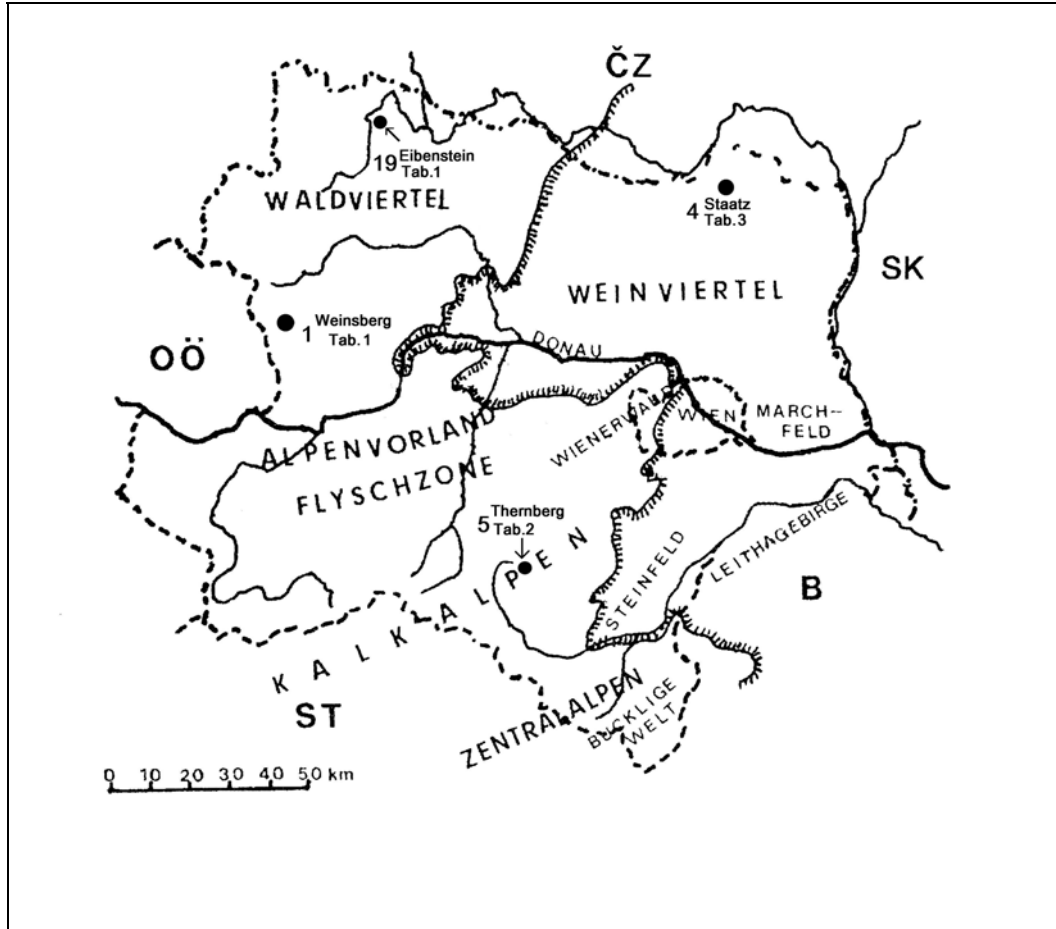 ČZ
19 Eibenstein
Tab.1
WALDVIERTEL
4 Staatz
Tab.3
SK
WEINVIERTEL
1 Weinsberg
Tab.1
OÖ
DONAU
WIENERWALD
WIEN
MARCH-
FELD
ALPENVORLAND
FLYSCHZONE
5 Thernberg
Tab.2
STEINFELD
LEITHAGEBIRGE
B
KALKALPEN
ST
ZENTRALALPEN
BUCKLIGE
WELT
0 10 20 30 40 50 km